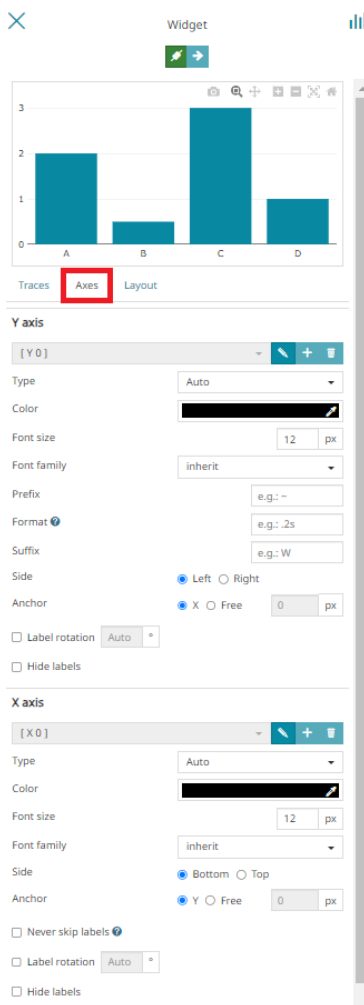 Widget
3
2
1
0
A B C D
Traces Axes Layout
Y axis
[ Y 0 ]
Type Auto
Color
Font size 12 px
Font family inherit
Prefix e.g.: ~
Format e.g.: .2s
Suffix e.g.: W
Side Left Right
Anchor X Free 0 px
Label rotation Auto °
Hide labels
X axis
[ X 0 ]
Type Auto
Color
Font size 12 px
Font family inherit
Side Bottom Top
Anchor Y Free 0 px
Never skip labels
Label rotation Auto °
Hide labels